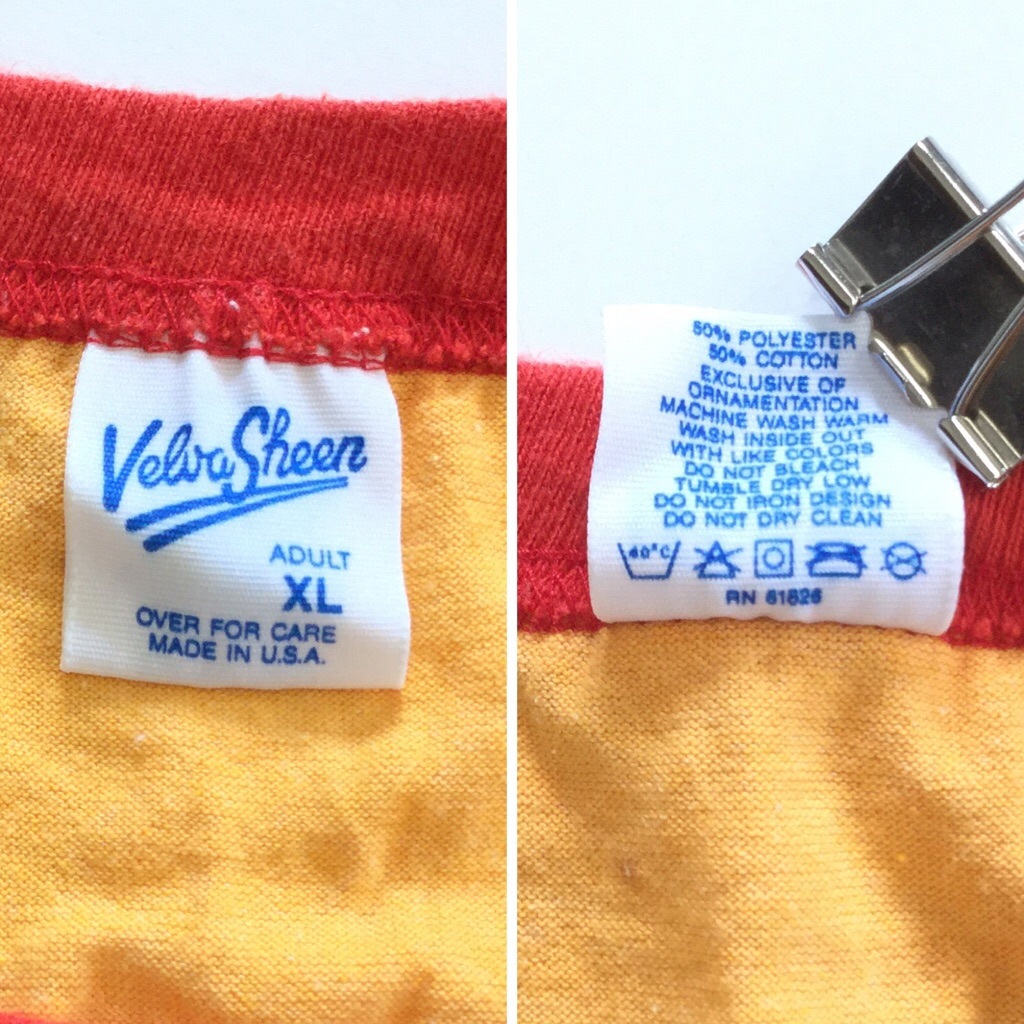 Velva Sheen
ADULT
XL
OVER FOR CARE
MADE IN U.S.A.
50% POLYESTER
50% COTTON
EXCLUSIVE OF
ORNAMENTATION
MACHINE WASH WARM
WASH INSIDE OUT
WITH LIKE COLORS
DO NOT BLEACH
TUMBLE DRY LOW
DO NOT IRON DESIGN
DO NOT DRY CLEAN
40°C
RN